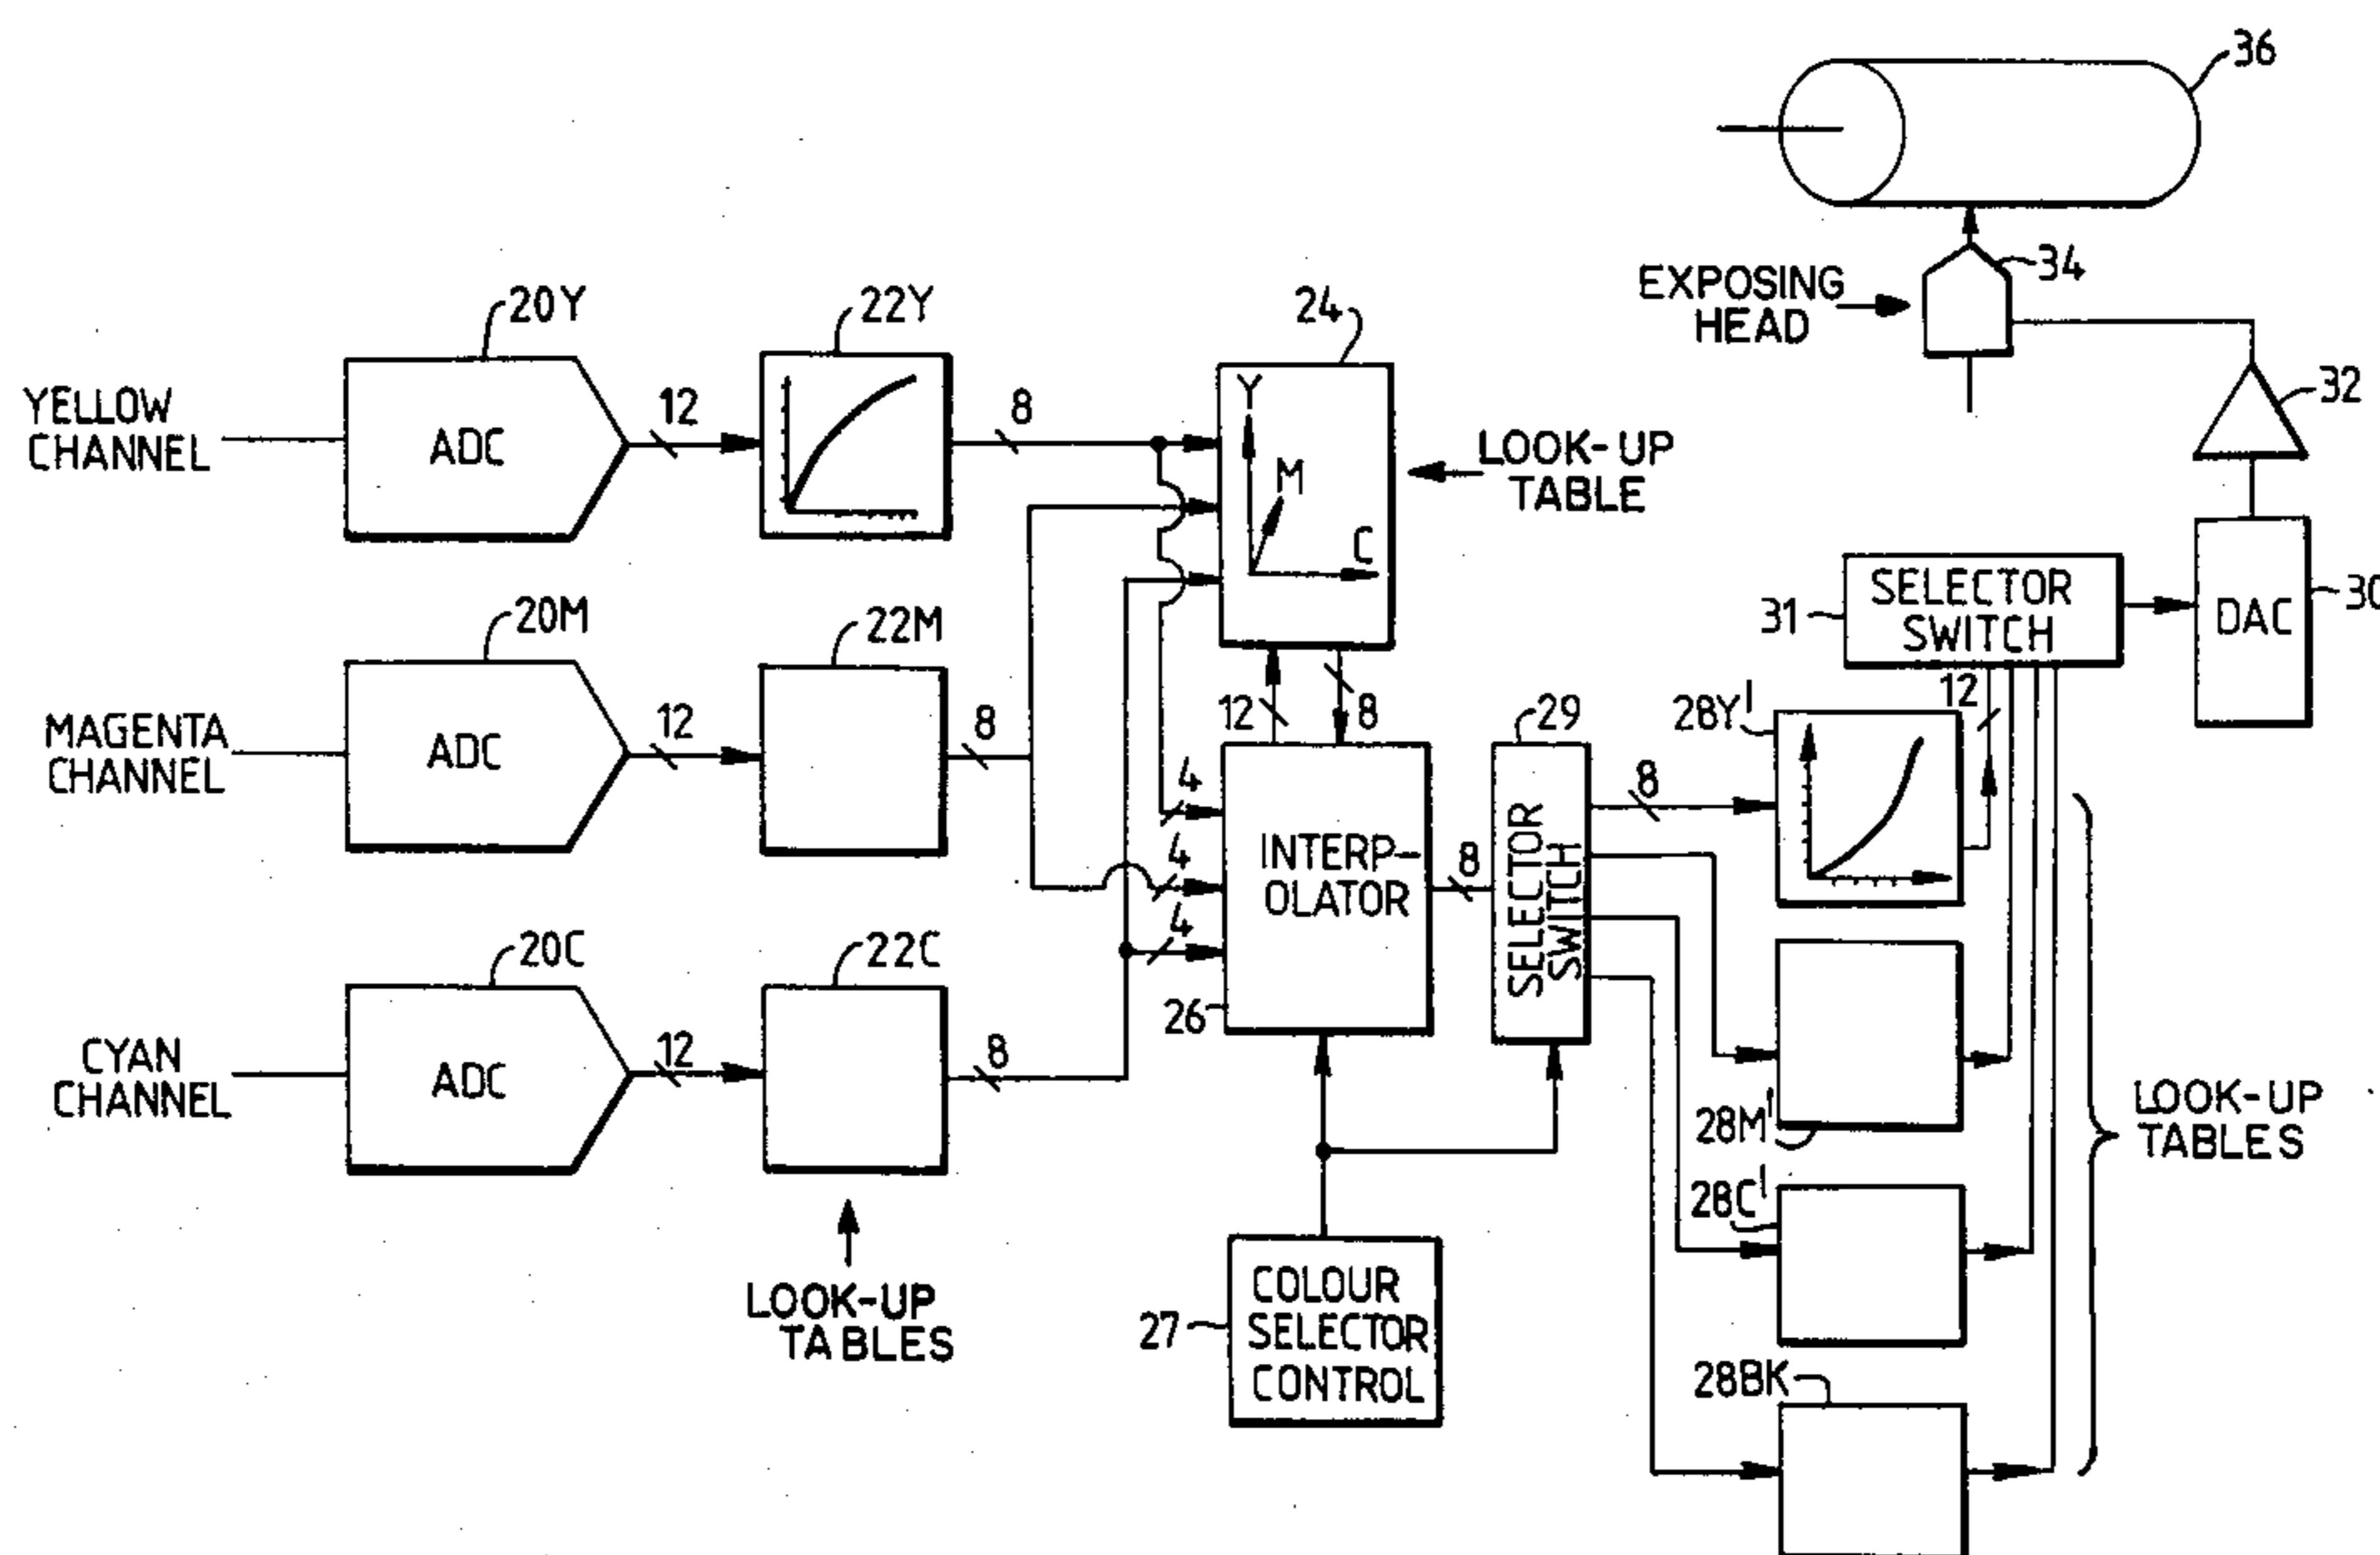 36
34
EXPOSING
HEAD
32
20Y
22Y
24
YELLOW
CHANNEL
ADC
12
8
Y
M
C
LOOK-UP
TABLE
SELECTOR
SWITCH
31
DAC
30
20M
22M
MAGENTA
CHANNEL
ADC
12
8
12
8
4
4
4
INTERP-
OLATOR
26
8
29
SELECTOR
SWITCH
8
28Y'
12
28M'
28C'
28BK
LOOK-UP
TABLES
20C
22C
CYAN
CHANNEL
ADC
12
8
LOOK-UP
TABLES
27
COLOUR
SELECTOR
CONTROL